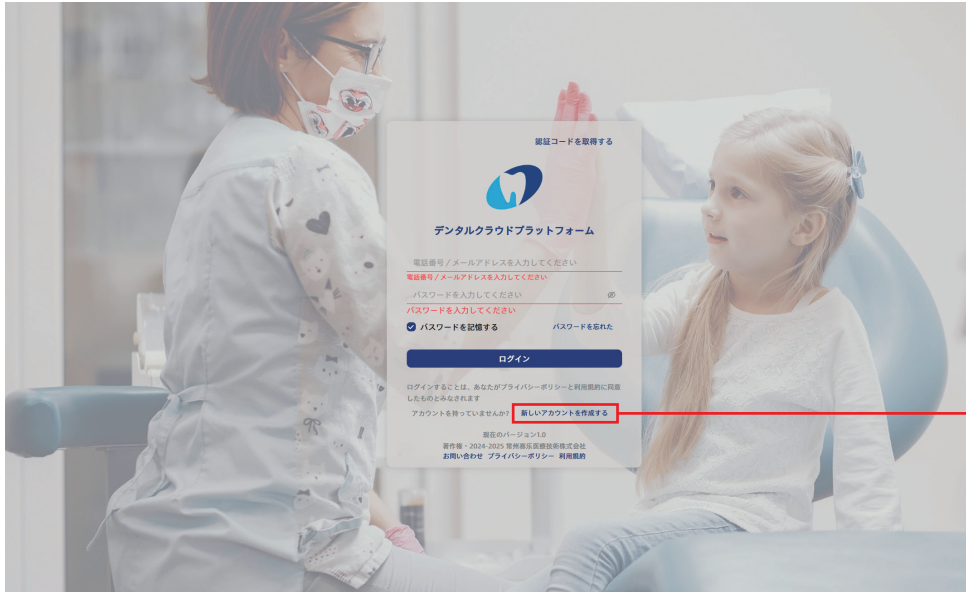 認証コードを取得する
デンタルクラウドプラットフォーム
電話番号 / メールアドレスを入力してください
電話番号 / メールアドレスを入力してください
パスワードを入力してください
パスワードを入力してください
パスワードを記憶する パスワードを忘れた
ログイン
ログインすることは、あなたがプライバシーポリシーと利用規約に同意
したものとみなされます
アカウントを持っていませんか? 新しいアカウントを作成する
現在のバージョン1.0
著作権・2024-2025 常州喜乐医療技術株式会社
お問い合わせ プライバシーポリシー 利用規約